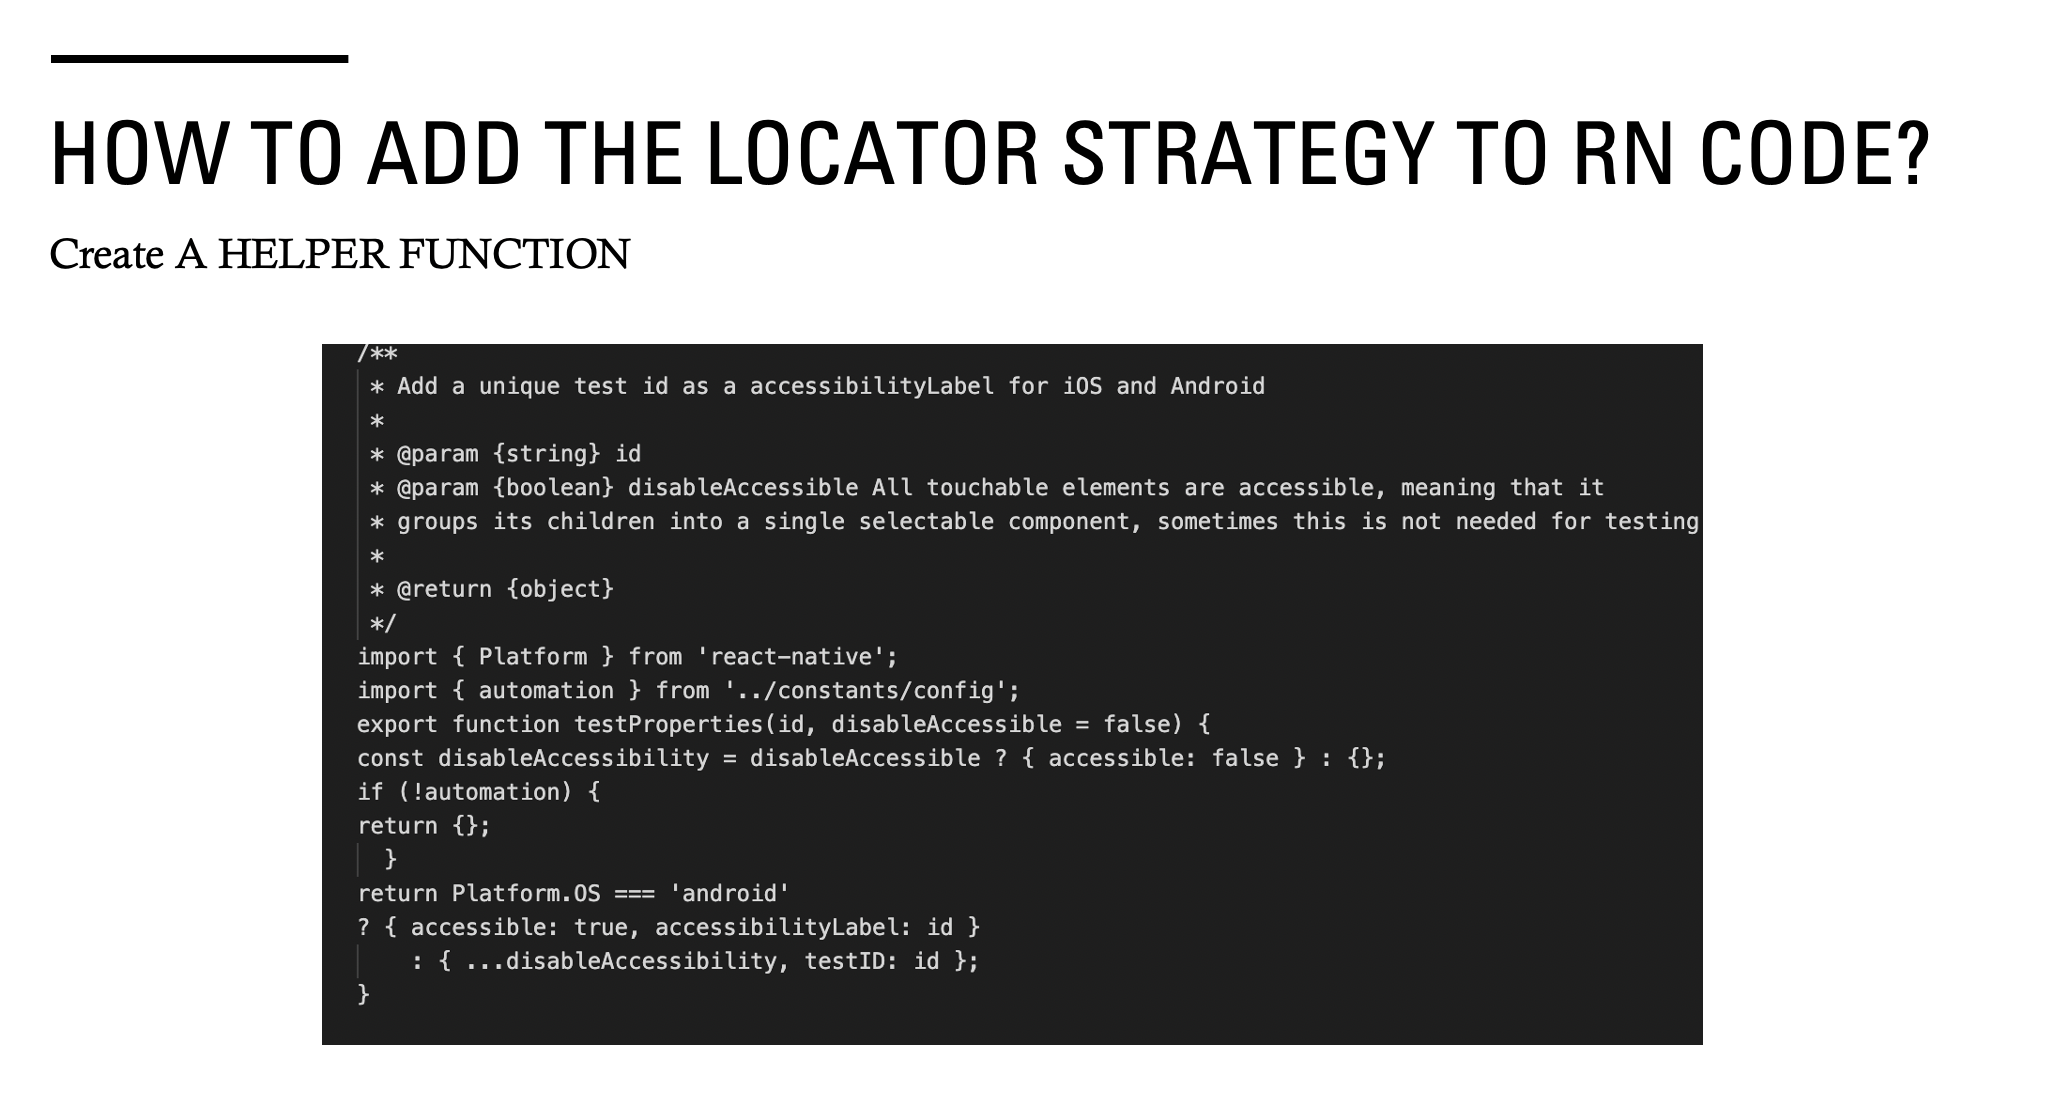 HOW TO ADD THE LOCATOR STRATEGY TO RN CODE?
Create A HELPER FUNCTION
/**
* Add a unique test id as a accessibilityLabel for iOS and Android
*
* @param {string} id
* @param {boolean} disableAccessible All touchable elements are accessible, meaning that it
* groups its children into a single selectable component, sometimes this is not needed for testing
*
* @return {object}
*/
import { Platform } from 'react-native';
import { automation } from '../constants/config';
export function testProperties(id, disableAccessible = false) {
const disableAccessibility = disableAccessible ? { accessible: false } : {};
if (!automation) {
return {};
}
return Platform.OS === 'android'
? { accessible: true, accessibilityLabel: id }
: { ...disableAccessibility, testID: id };
}